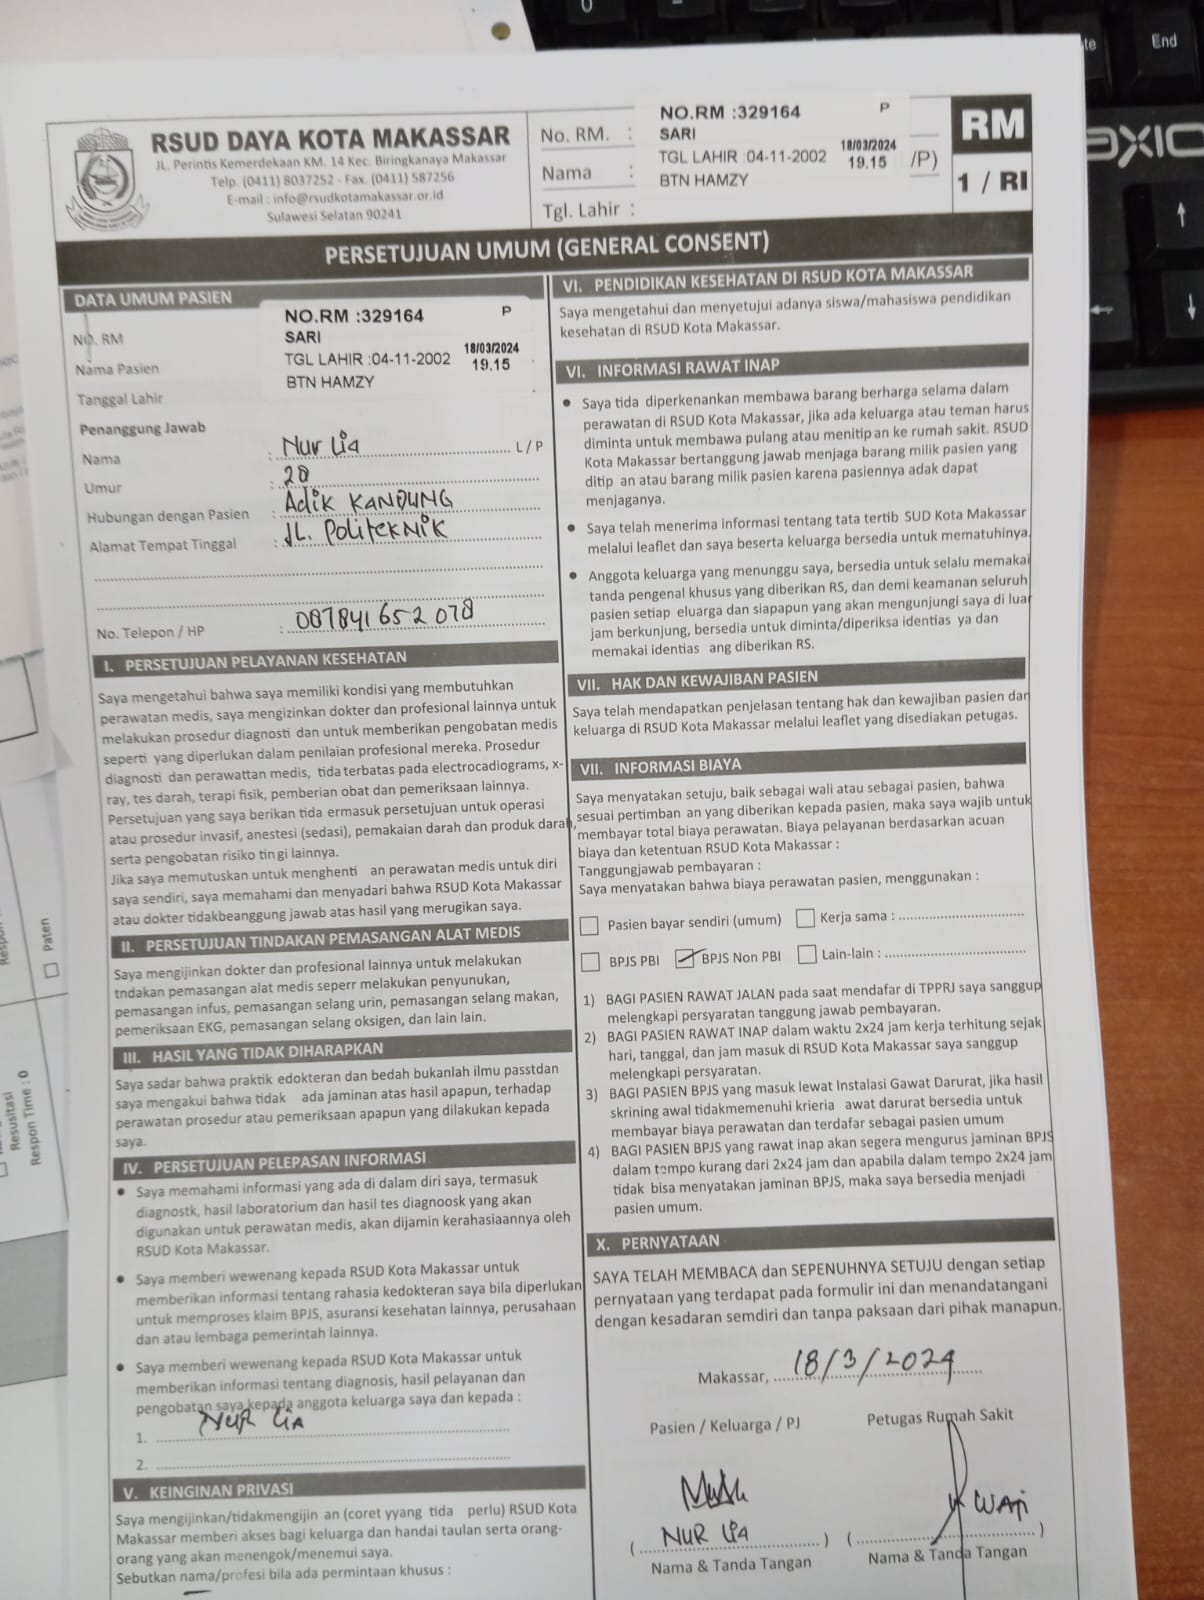 RSUD DAYA KOTA MAKASSAR
JL. Perintis Kemerdekaan KM. 14 Kec. Biringkanaya Makassar
Telp. (0411) 8037252 - Fax. (0411) 587256
E-mail : info@rsudkotamakassar.or.id
Sulawesi Selatan 90241
No. RM. :
Nama :
Tgl. Lahir :
NO.RM :329164 P
SARI
TGL LAHIR :04-11-2002 18/03/2024 19.15
BTN HAMZY
/P)
RM
1 / RI
PERSETUJUAN UMUM (GENERAL CONSENT)
DATA UMUM PASIEN
NO. RM
Nama Pasien
Tanggal Lahir
NO.RM :329164 P
SARI
TGL LAHIR :04-11-2002 18/03/2024 19.15
BTN HAMZY
Penanggung Jawab
Nama : Nur Lia L / P
Umur : 20
Hubungan dengan Pasien : Adik KANDUNG
Alamat Tempat Tinggal : JL. POLITEKNIK
No. Telepon / HP : 087841652078
I. PERSETUJUAN PELAYANAN KESEHATAN
Saya mengetahui bahwa saya memiliki kondisi yang membutuhkan
perawatan medis, saya mengizinkan dokter dan profesional lainnya untuk
melakukan prosedur diagnosti dan untuk memberikan pengobatan medis
seperti yang diperlukan dalam penilaian profesional mereka. Prosedur
diagnosti dan perawattan medis, tida terbatas pada electrocadiograms, x-
ray, tes darah, terapi fisik, pemberian obat dan pemeriksaan lainnya.
Persetujuan yang saya berikan tida ermasuk persetujuan untuk operasi
atau prosedur invasif, anestesi (sedasi), pemakaian darah dan produk darah,
serta pengobatan risiko tin gi lainnya.
Jika saya memutuskan untuk menghenti an perawatan medis untuk diri
saya sendiri, saya memahami dan menyadari bahwa RSUD Kota Makassar
atau dokter tidakbeanggung jawab atas hasil yang merugikan saya.
II. PERSETUJUAN TINDAKAN PEMASANGAN ALAT MEDIS
Saya mengijinkan dokter dan profesional lainnya untuk melakukan
tndakan pemasangan alat medis seperr melakukan penyunukan,
pemasangan infus, pemasangan selang urin, pemasangan selang makan,
pemeriksaan EKG, pemasangan selang oksigen, dan lain lain.
III. HASIL YANG TIDAK DIHARAPKAN
Saya sadar bahwa praktik edokteran dan bedah bukanlah ilmu passtdan
saya mengakui bahwa tidak ada jaminan atas hasil apapun, terhadap
perawatan prosedur atau pemeriksaan apapun yang dilakukan kepada
saya.
IV. PERSETUJUAN PELEPASAN INFORMASI
• Saya memahami informasi yang ada di dalam diri saya, termasuk
diagnostk, hasil laboratorium dan hasil tes diagnoosk yang akan
digunakan untuk perawatan medis, akan dijamin kerahasiaannya oleh
RSUD Kota Makassar.
• Saya memberi wewenang kepada RSUD Kota Makassar untuk
memberikan informasi tentang rahasia kedokteran saya bila diperlukan
untuk memproses klaim BPJS, asuransi kesehatan lainnya, perusahaan
dan atau lembaga pemerintah lainnya.
• Saya memberi wewenang kepada RSUD Kota Makassar untuk
memberikan informasi tentang diagnosis, hasil pelayanan dan
pengobatan saya kepada anggota keluarga saya dan kepada :
1. NUR LIA
2.
V. KEINGINAN PRIVASI
Saya mengijinkan/tidakmengijin an (coret yyang tida perlu) RSUD Kota
Makassar memberi akses bagi keluarga dan handai taulan serta orang-
orang yang akan menengok/menemui saya.
Sebutkan nama/profesi bila ada permintaan khusus :
VI. PENDIDIKAN KESEHATAN DI RSUD KOTA MAKASSAR
Saya mengetahui dan menyetujui adanya siswa/mahasiswa pendidikan
kesehatan di RSUD Kota Makassar.
VI. INFORMASI RAWAT INAP
• Saya tida diperkenankan membawa barang berharga selama dalam
perawatan di RSUD Kota Makassar, jika ada keluarga atau teman harus
diminta untuk membawa pulang atau menitip an ke rumah sakit. RSUD
Kota Makassar bertanggung jawab menjaga barang milik pasien yang
ditip an atau barang milik pasien karena pasiennya adak dapat
menjaganya.
• Saya telah menerima informasi tentang tata tertib SUD Kota Makassar
melalui leaflet dan saya beserta keluarga bersedia untuk mematuhinya.
• Anggota keluarga yang menunggu saya, bersedia untuk selalu memakai
tanda pengenal khusus yang diberikan RS, dan demi keamanan seluruh
pasien setiap eluarga dan siapapun yang akan mengunjungi saya di luar
jam berkunjung, bersedia untuk diminta/diperiksa identias ya dan
memakai identias ang diberikan RS.
VII. HAK DAN KEWAJIBAN PASIEN
Saya telah mendapatkan penjelasan tentang hak dan kewajiban pasien dan
keluarga di RSUD Kota Makassar melalui leaflet yang disediakan petugas.
VII. INFORMASI BIAYA
Saya menyatakan setuju, baik sebagai wali atau sebagai pasien, bahwa
sesuai pertimban an yang diberikan kepada pasien, maka saya wajib untuk
membayar total biaya perawatan. Biaya pelayanan berdasarkan acuan
biaya dan ketentuan RSUD Kota Makassar :
Tanggungjawab pembayaran :
Saya menyatakan bahwa biaya perawatan pasien, menggunakan :
Pasien bayar sendiri (umum) Kerja sama :
BPJS PBI BPJS Non PBI Lain-lain :
1) BAGI PASIEN RAWAT JALAN pada saat mendafar di TPPRJ saya sanggup
melengkapi persyaratan tanggung jawab pembayaran.
2) BAGI PASIEN RAWAT INAP dalam waktu 2x24 jam kerja terhitung sejak
hari, tanggal, dan jam masuk di RSUD Kota Makassar saya sanggup
melengkapi persyaratan.
3) BAGI PASIEN BPJS yang masuk lewat Instalasi Gawat Darurat, jika hasil
skrining awal tidakmemenuhi krieria awat darurat bersedia untuk
membayar biaya perawatan dan terdafar sebagai pasien umum
4) BAGI PASIEN BPJS yang rawat inap akan segera mengurus jaminan BPJS
dalam tempo kurang dari 2x24 jam dan apabila dalam tempo 2x24 jam
tidak bisa menyatakan jaminan BPJS, maka saya bersedia menjadi
pasien umum.
X. PERNYATAAN
SAYA TELAH MEMBACA dan SEPENUHNYA SETUJU dengan setiap
pernyataan yang terdapat pada formulir ini dan menandatangani
dengan kesadaran semdiri dan tanpa paksaan dari pihak manapun.
Makassar, 18/3/2024
Pasien / Keluarga / PJ Petugas Rumah Sakit
( NUR LIA ) ( WATI )
Nama & Tanda Tangan Nama & Tanda Tangan
Paten
Resusitasi
Respon Time : 0
End
AXIO